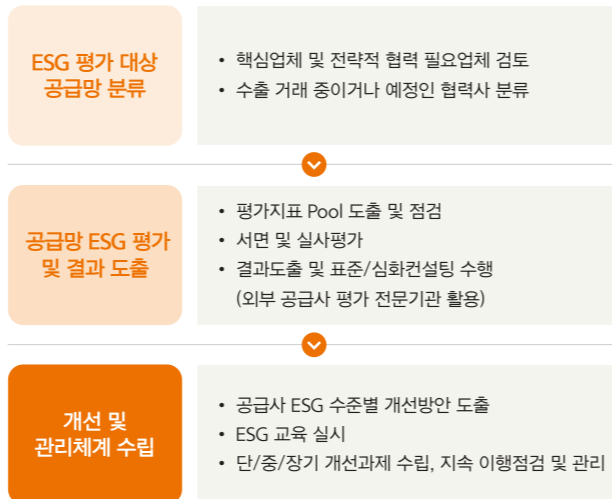 ESG 평가 대상
공급망 분류
• 핵심업체 및 전략적 협력 필요업체 검토
• 수출 거래 중이거나 예정인 협력사 분류
공급망 ESG 평가
및 결과 도출
• 평가지표 Pool 도출 및 점검
• 서면 및 실사평가
• 결과도출 및 표준/심화컨설팅 수행
(외부 공급사 평가 전문기관 활용)
개선 및
관리체계 수립
• 공급사 ESG 수준별 개선방안 도출
• ESG 교육 실시
• 단/중/장기 개선과제 수립, 지속 이행점검 및 관리